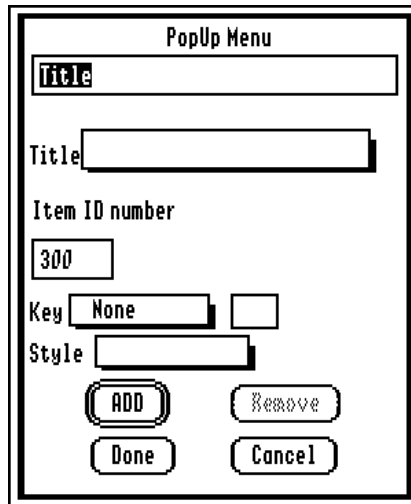 PopUp Menu
Title
Title
Item ID number
300
Key None
Style
ADD Remove
Done Cancel